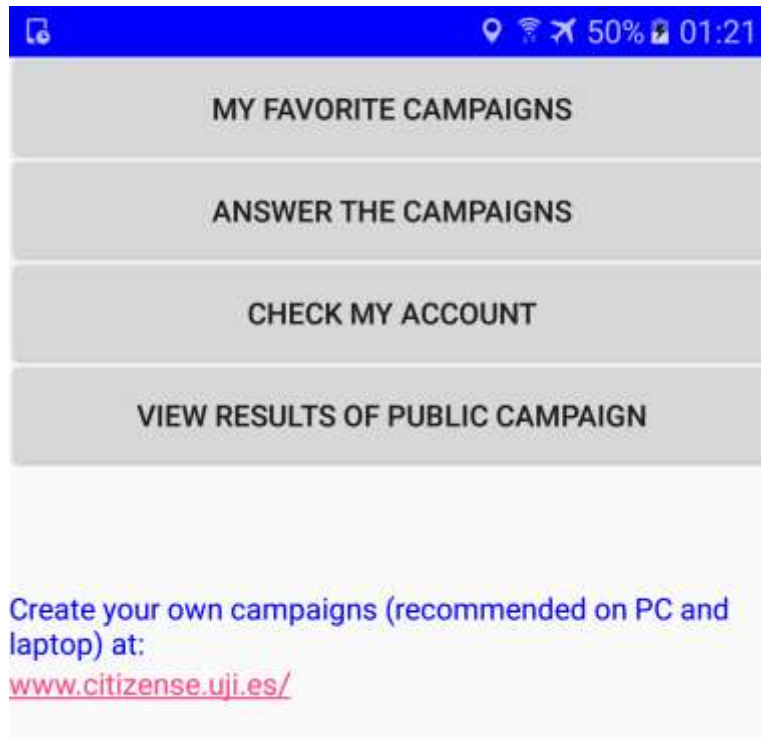 50% 01:21
MY FAVORITE CAMPAIGNS
ANSWER THE CAMPAIGNS
CHECK MY ACCOUNT
VIEW RESULTS OF PUBLIC CAMPAIGN
Create your own campaigns (recommended on PC and
laptop) at:
www.citizense.uji.es/